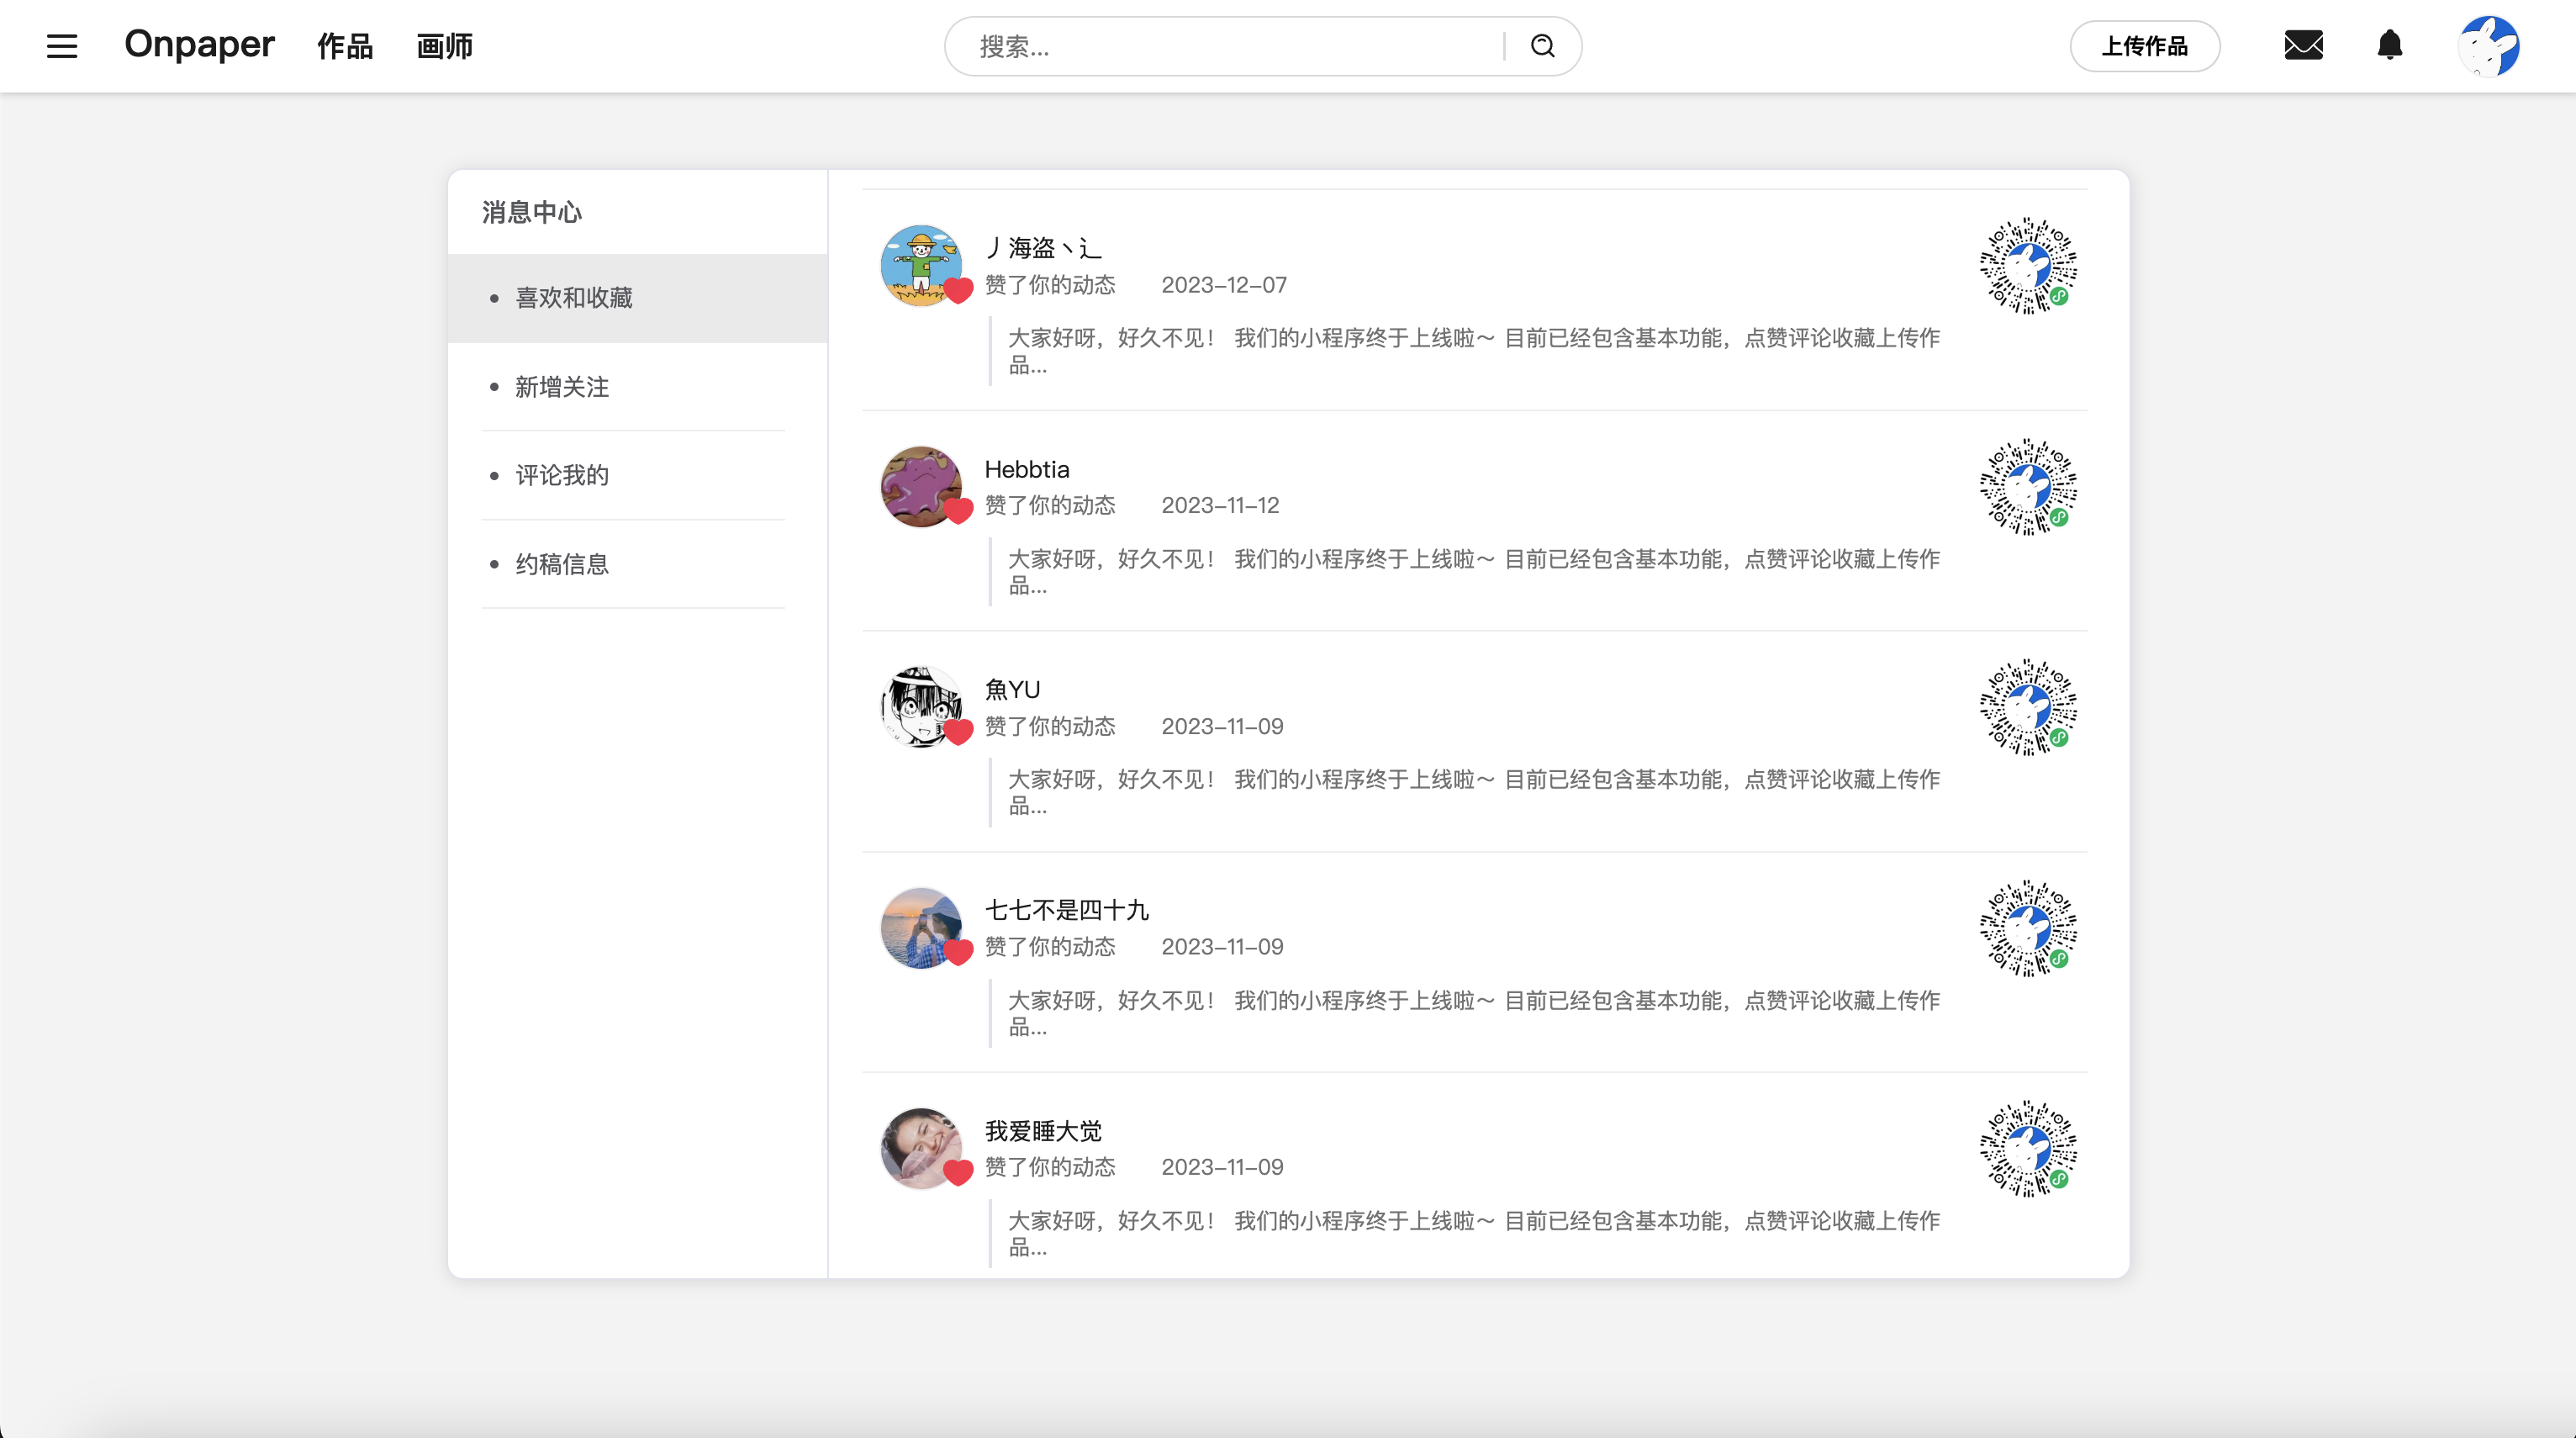 Onpaper 作品 画师
搜索...
上传作品
消息中心
喜欢和收藏
新增关注
评论我的
约稿信息
丿海盗丶辶
赞了你的动态 2023-12-07
大家好呀，好久不见！ 我们的小程序终于上线啦～ 目前已经包含基本功能，点赞评论收藏上传作
品...
Hebbtia
赞了你的动态 2023-11-12
大家好呀，好久不见！ 我们的小程序终于上线啦～ 目前已经包含基本功能，点赞评论收藏上传作
品...
魚YU
赞了你的动态 2023-11-09
大家好呀，好久不见！ 我们的小程序终于上线啦～ 目前已经包含基本功能，点赞评论收藏上传作
品...
七七不是四十九
赞了你的动态 2023-11-09
大家好呀，好久不见！ 我们的小程序终于上线啦～ 目前已经包含基本功能，点赞评论收藏上传作
品...
我爱睡大觉
赞了你的动态 2023-11-09
大家好呀，好久不见！ 我们的小程序终于上线啦～ 目前已经包含基本功能，点赞评论收藏上传作
品...